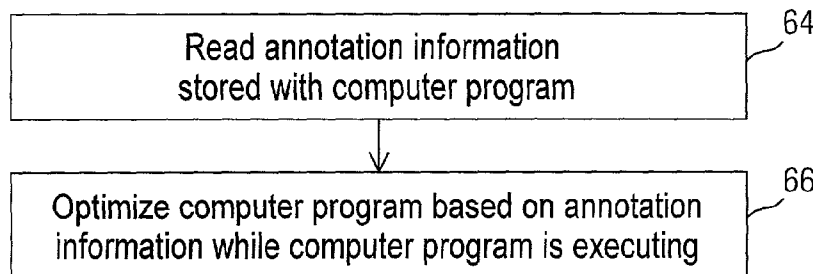 64
Read annotation information
stored with computer program
66
Optimize computer program based on annotation
information while computer program is executing